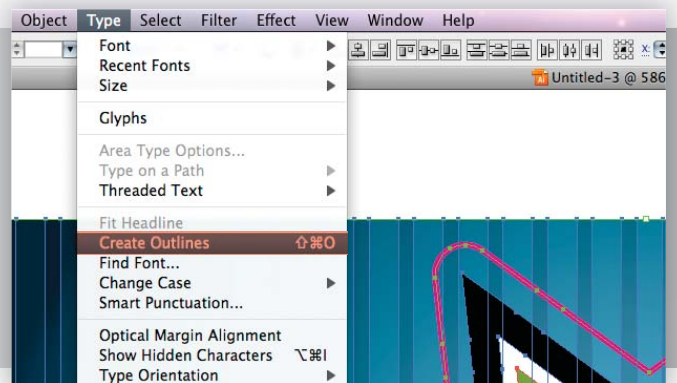 Object Type Select Filter Effect View Window Help
Font
Recent Fonts
Size
Untitled-3 @ 586
Glyphs
Area Type Options...
Type on a Path
Threaded Text
Fit Headline
Create Outlines ⇧⌘O
Find Font...
Change Case
Smart Punctuation...
Optical Margin Alignment
Show Hidden Characters ⌥⌘I
Type Orientation